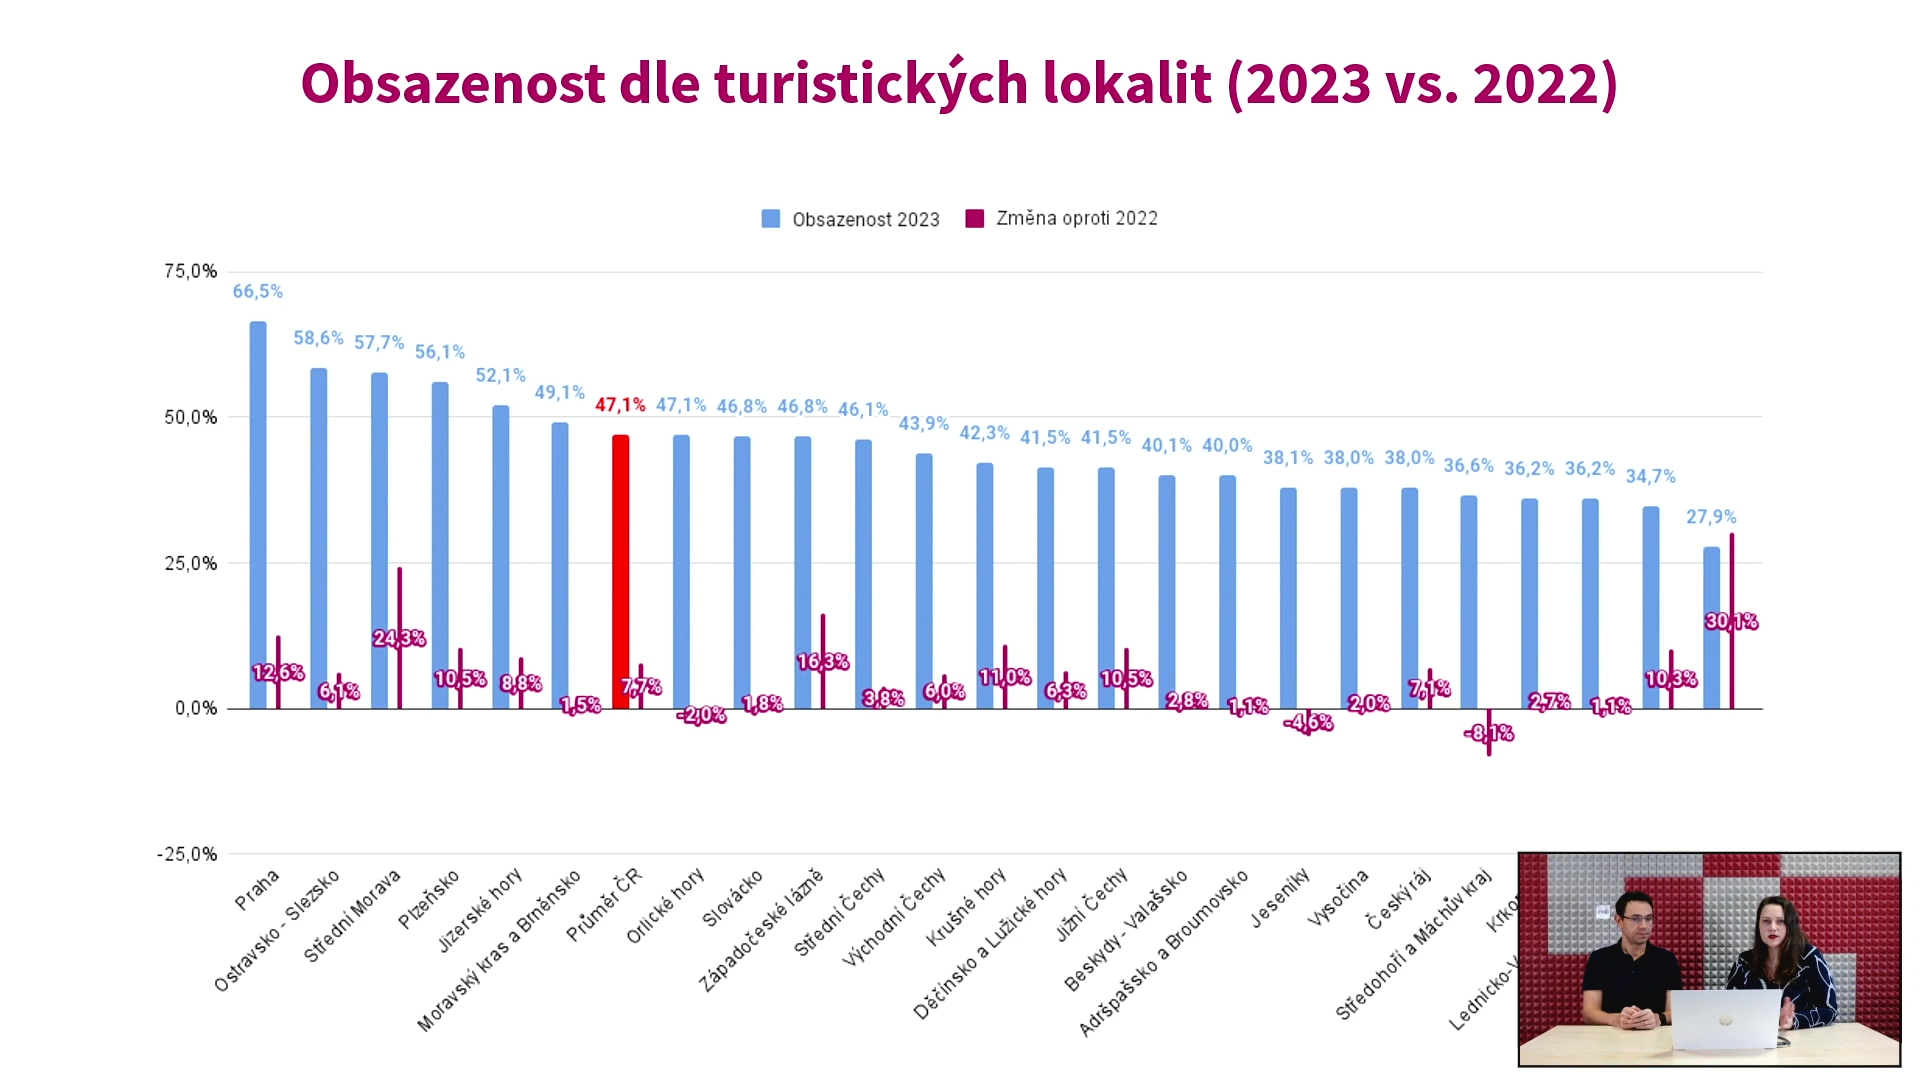 Obsazenost dle turistických lokalit (2023 vs. 2022)
Obsazenost 2023
Změna oproti 2022
75,0%
50,0%
25,0%
0,0%
-25,0%
66,5%
58,6%
57,7%
56,1%
52,1%
49,1%
47,1%
47,1%
46,8%
46,8%
46,1%
43,9%
42,3%
41,5%
41,5%
40,1%
40,0%
38,1%
38,0%
38,0%
36,6%
36,2%
36,2%
34,7%
27,9%
12,6%
6,1%
24,3%
10,5%
8,8%
1,5%
7,7%
-2,0%
1,8%
16,3%
3,8%
6,0%
11,0%
6,3%
10,5%
2,8%
1,1%
-4,6%
2,0%
7,1%
-8,1%
2,7%
1,1%
10,3%
30,1%
Praha
Ostravsko - Slezsko
Střední Morava
Plzeňsko
Jizerské hory
Moravský kras a Brněnsko
Průměr ČR
Orlické hory
Slovácko
Západočeské lázně
Střední Čechy
Východní Čechy
Krušné hory
Děčínsko a Lužické hory
Jižní Čechy
Beskydy - Valašsko
Adršpašsko a Broumovsko
Jeseníky
Vysočina
Český ráj
Středohoří a Máchův kraj